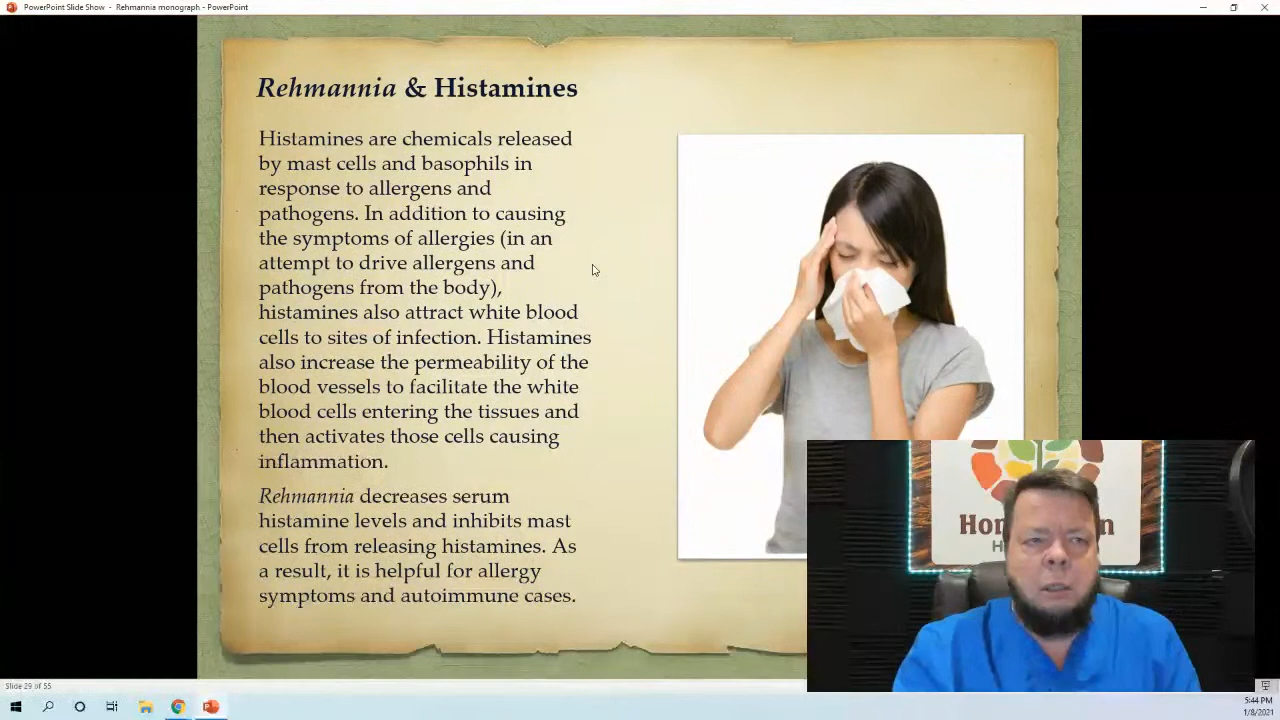 PowerPoint Slide Show - Rehmannia monograph - PowerPoint
Rehmannia & Histamines
Histamines are chemicals released
by mast cells and basophils in
response to allergens and
pathogens. In addition to causing
the symptoms of allergies (in an
attempt to drive allergens and
pathogens from the body),
histamines also attract white blood
cells to sites of infection. Histamines
also increase the permeability of the
blood vessels to facilitate the white
blood cells entering the tissues and
then activates those cells causing
inflammation.
Rehmannia decreases serum
histamine levels and inhibits mast
cells from releasing histamines. As
a result, it is helpful for allergy
symptoms and autoimmune cases.
Slide 29 of 55
5:44 PM
1/8/2021